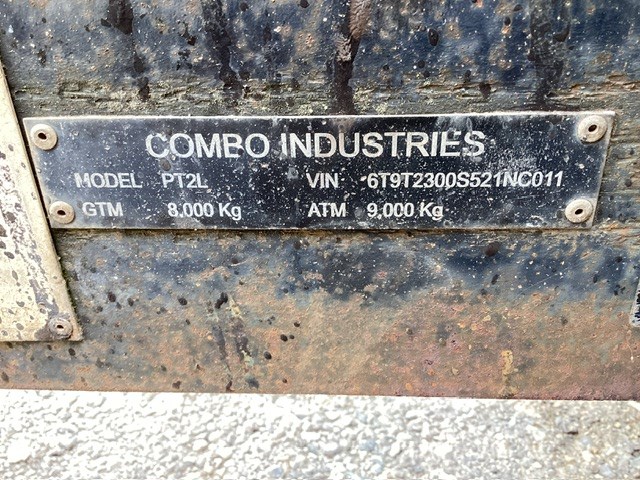 COMBO INDUSTRIES
MODEL PT2L VIN 6T9T2300S521NC011
GTM 8,000 Kg ATM 9,000 Kg